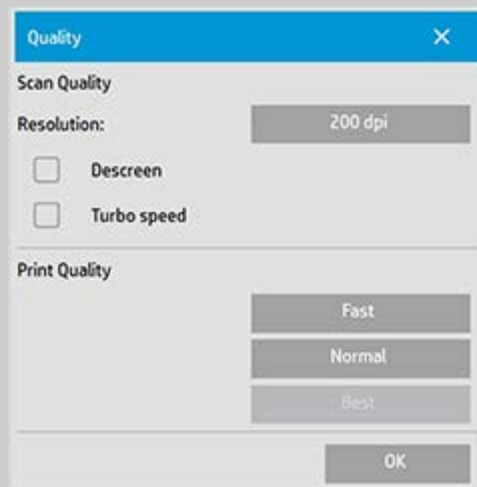 Quality
Scan Quality
Resolution: 200 dpi
Descreen
Turbo speed
Print Quality
Fast
Normal
Best
OK